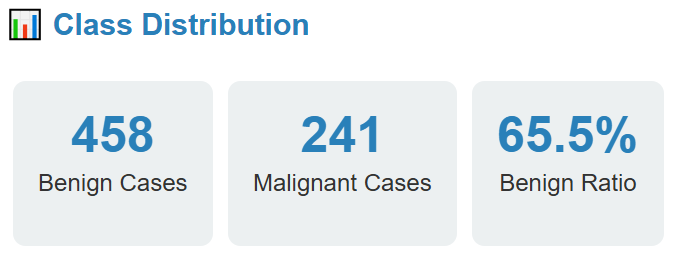 Class Distribution
458
Benign Cases
241
Malignant Cases
65.5%
Benign Ratio